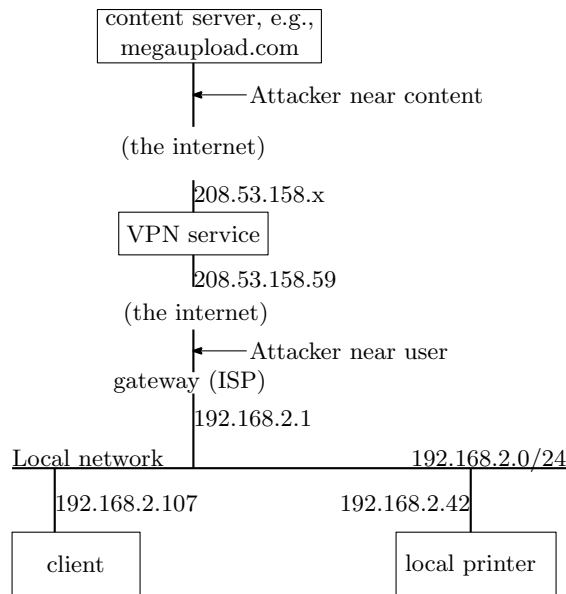 content server, e.g.,
megaupload.com
Attacker near content
(the internet)
208.53.158.x
VPN service
208.53.158.59
(the internet)
Attacker near user
gateway (ISP)
192.168.2.1
Local network
192.168.2.0/24
192.168.2.107
192.168.2.42
client
local printer